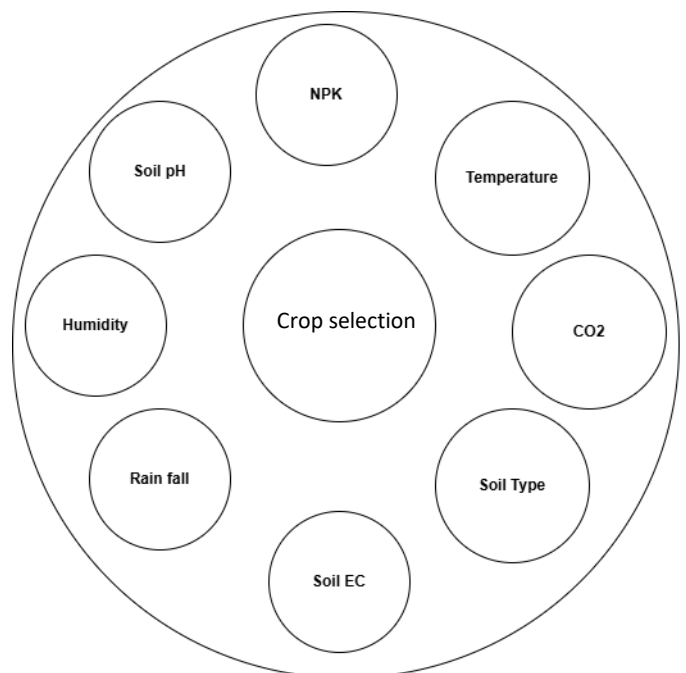 NPK
Soil pH
Temperature
Humidity
Crop selection
CO2
Rain fall
Soil Type
Soil EC